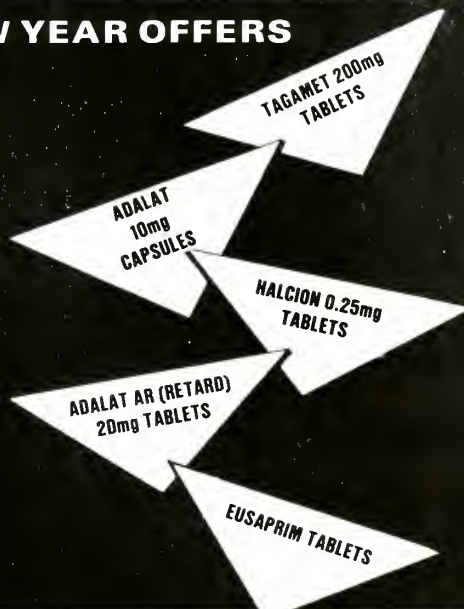 YEAR OFFERS
TAGAMET 200mg
TABLETS
ADALAT
10mg
CAPSULES
HALCION 0.25mg
TABLETS
ADALAT AR (RETARD)
20mg TABLETS
EUSAPRIM TABLETS